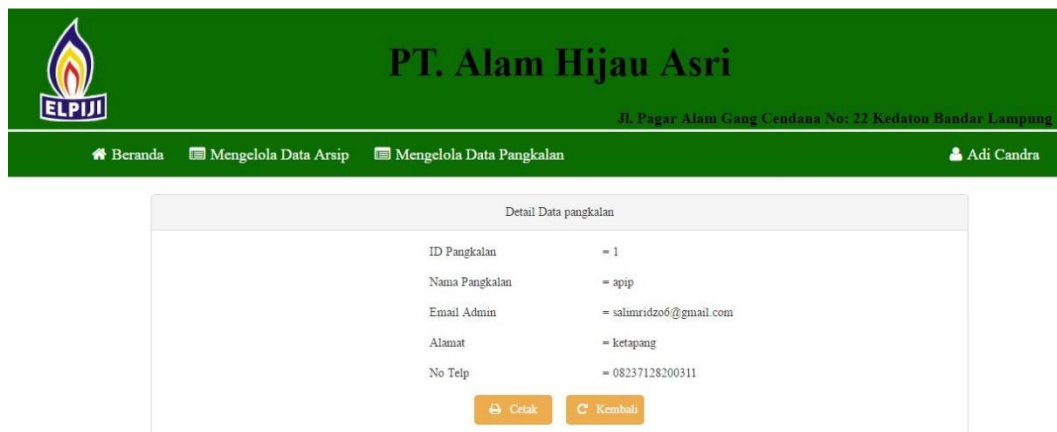 ELPIJI
PT. Alam Hijau Asri
Jl. Pagar Alam Gang Cendana No: 22 Kedaton Bandar Lampung
Beranda Mengelola Data Arsip Mengelola Data Pangkalan Adi Candra
Detail Data pangkalan
ID Pangkalan = 1
Nama Pangkalan = apip
Email Admin = salimridzo6@gmail.com
Alamat = ketapang
No Telp = 08237128200311
Cetak Kembali